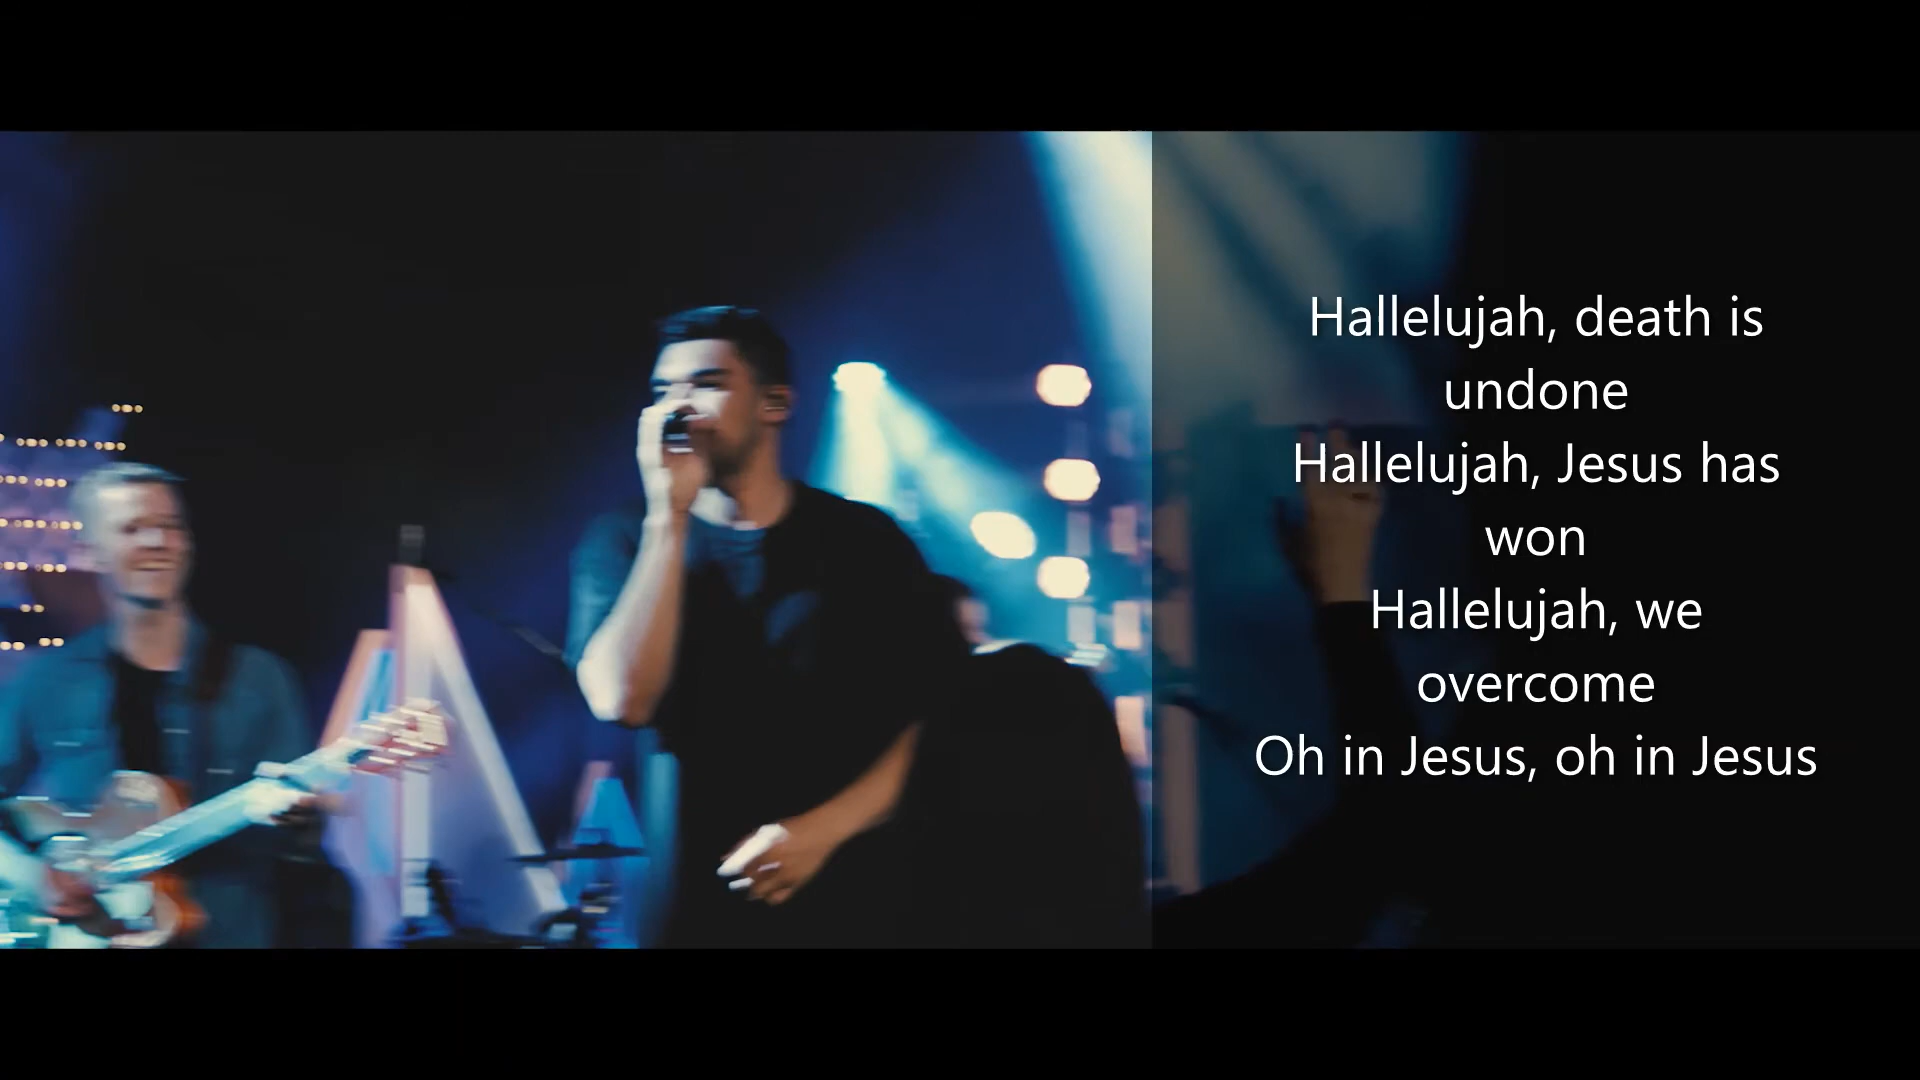 Hallelujah, death is
undone
Hallelujah, Jesus has
won
Hallelujah, we
overcome
Oh in Jesus, oh in Jesus